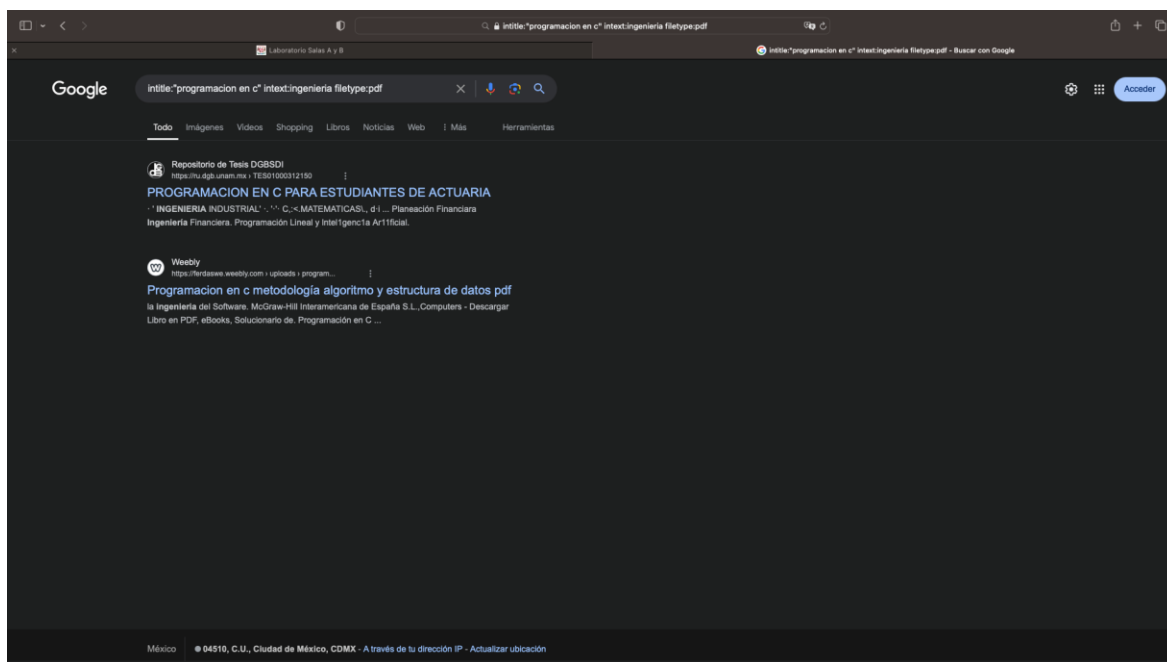 intitle:"programacion en c" intext:ingenieria filetype:pdf
Laboratorio Salas A y B
intitle:"programacion en c" intext:ingenieria filetype:pdf - Buscar con Google
Google
intitle:"programacion en c" intext:ingenieria filetype:pdf
Acceder
Todo Imágenes Videos Shopping Libros Noticias Web Más Herramientas
Repositorio de Tesis DGBSDI
https://ru.dgb.unam.mx › TES01000312150
PROGRAMACION EN C PARA ESTUDIANTES DE ACTUARIA
INGENIERIA INDUSTRIAL' C,:<.MATEMATICAS\., d·i ... Planeación Financiara
Ingeniería Financiera. Programación Lineal y Intel1genc1a Ar11ficial.
Weebly
https://ferdaswe.weebly.com › uploads › program...
Programacion en c metodología algoritmo y estructura de datos pdf
la ingeniería del Software. McGraw-Hill Interamericana de España S.L.,Computers - Descargar
Libro en PDF, eBooks, Solucionario de. Programación en C ...
México 04510, C.U., Ciudad de México, CDMX - A través de tu dirección IP - Actualizar ubicación